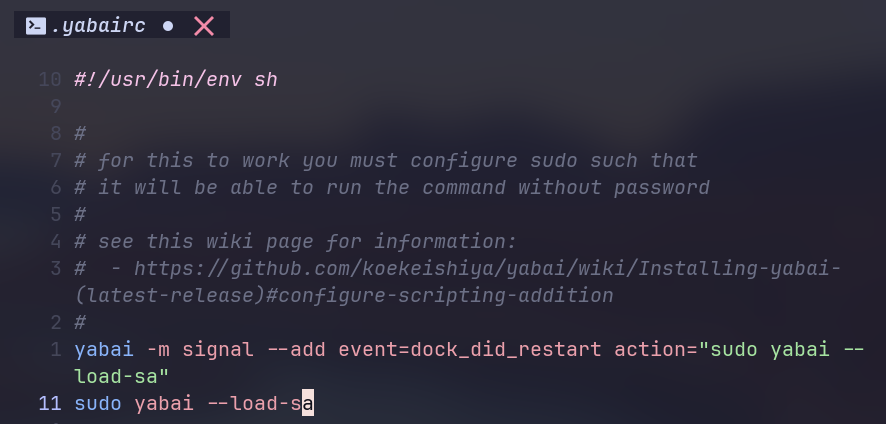 .yabairc
10 #!/usr/bin/env sh
9
8 #
7 # for this to work you must configure sudo such that
6 # it will be able to run the command without password
5 #
4 # see this wiki page for information:
3 #  - https://github.com/koekeishiya/yabai/wiki/Installing-yabai-
(latest-release)#configure-scripting-addition
2 #
1 yabai -m signal --add event=dock_did_restart action="sudo yabai --
load-sa"
11 sudo yabai --load-sa